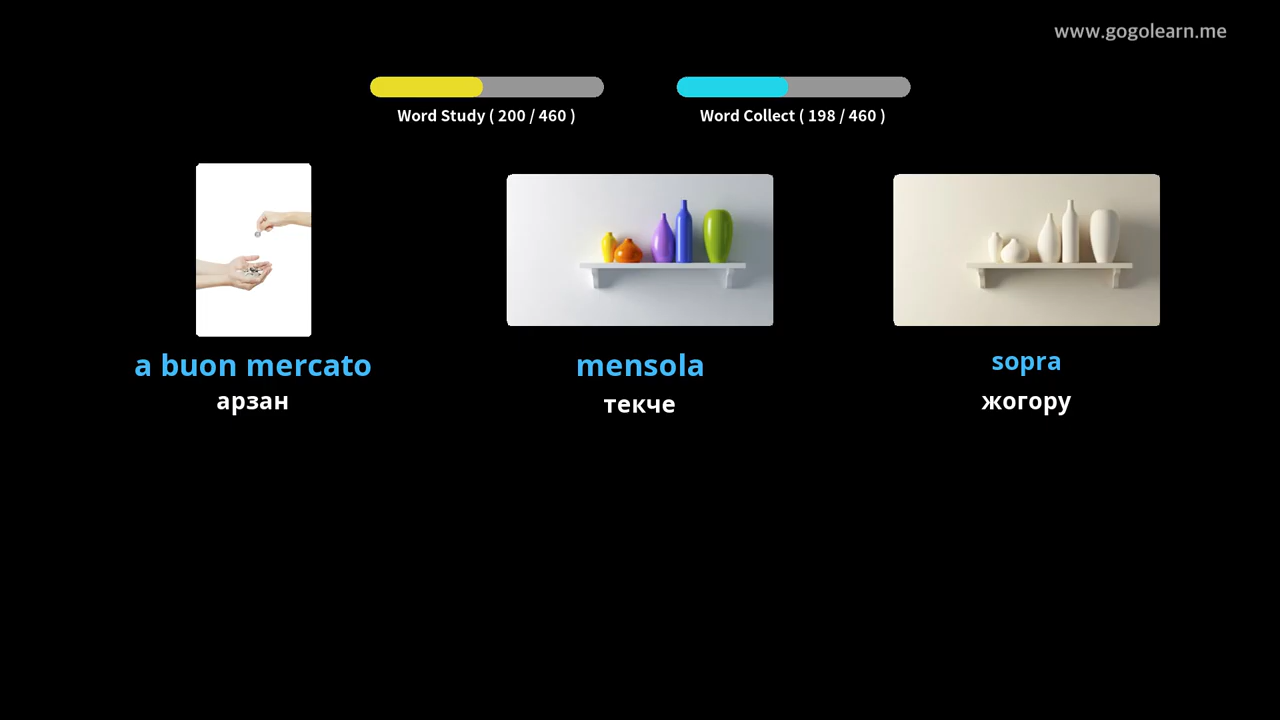 www.gogolearn.me
Word Study ( 200 / 460 )
Word Collect ( 198 / 460 )
a buon mercato
арзан
mensola
текче
sopra
жогору